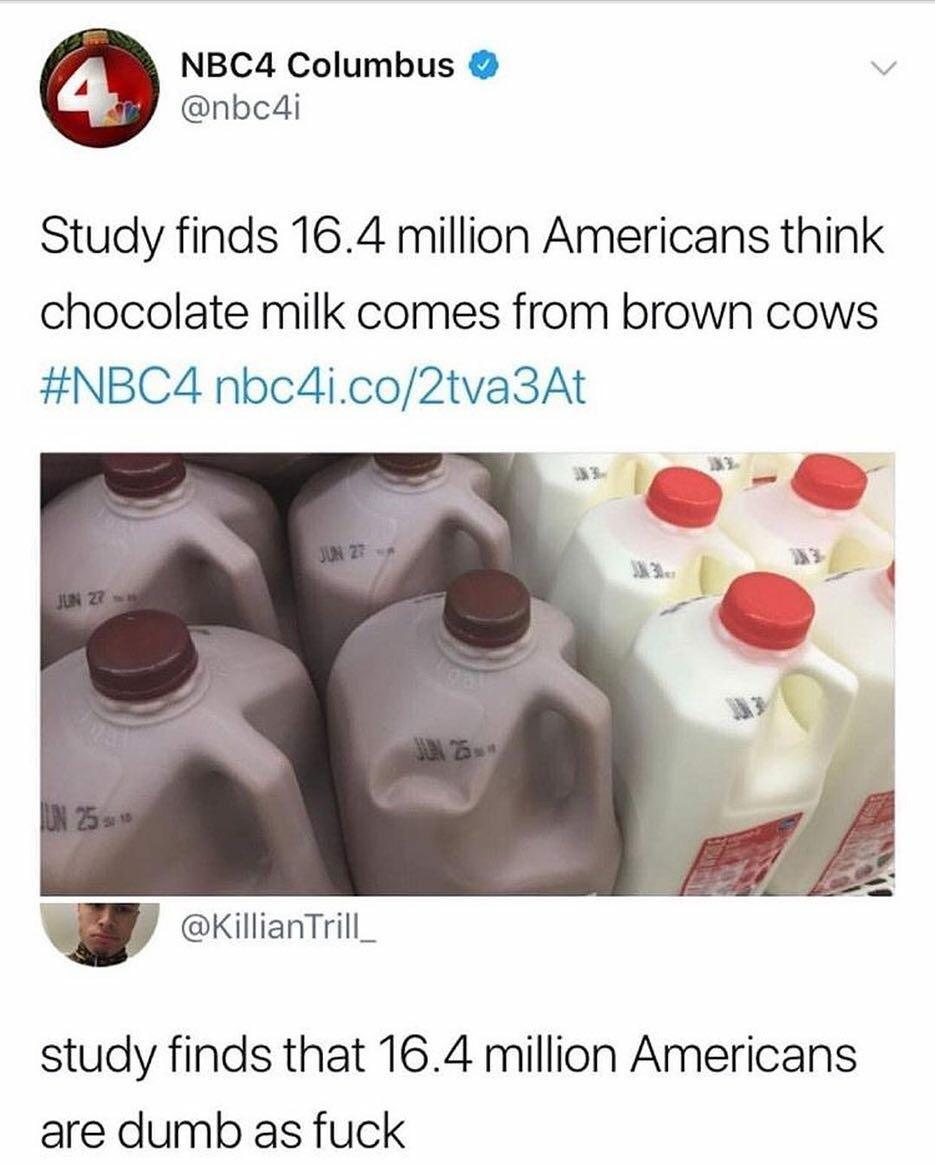 4
NBC4 Columbus
@nbc4i
Study finds 16.4 million Americans think
chocolate milk comes from brown cows
#NBC4 nbc4i.co/2tva3At
JUN 27
JUN 27
JUN 25
UN 25
@KillianTrill_
study finds that 16.4 million Americans
are dumb as fuck